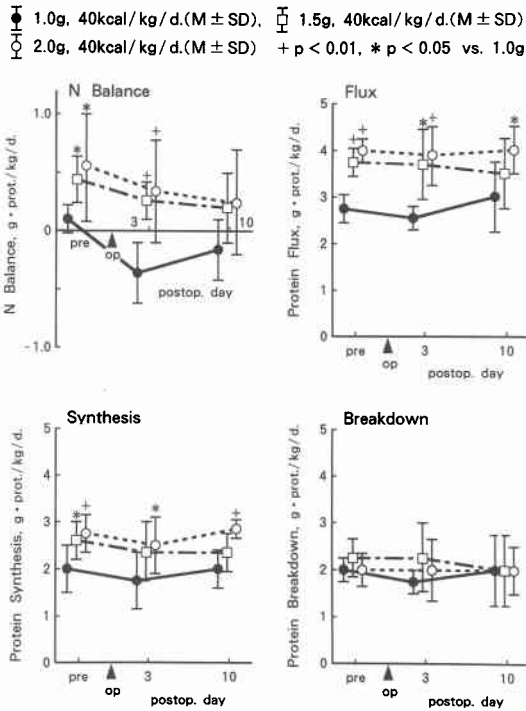 1.0g, 40kcal/kg/d.(M ± SD), 1.5g, 40kcal/kg/d.(M ± SD)
2.0g, 40kcal/kg/d.(M ± SD) + p < 0.01, * p < 0.05 vs. 1.0g
N Balance
N Balance, g · prot./kg/d.
1.0
0
-1.0
* *
+ +
pre
op
3
10
postop. day
Flux
Protein Flux, g · prot./kg/d.
5
4
3
2
1
0
+ +
* +
*
pre
3
10
op
postop. day
Synthesis
Protein Synthesis, g · prot./kg/d.
5
4
3
2
1
0
* +
*
+
pre
3
10
op
postop. day
Breakdown
Protein Breakdown, g · prot./kg/d.
5
4
3
2
1
0
pre
3
10
op
postop. day